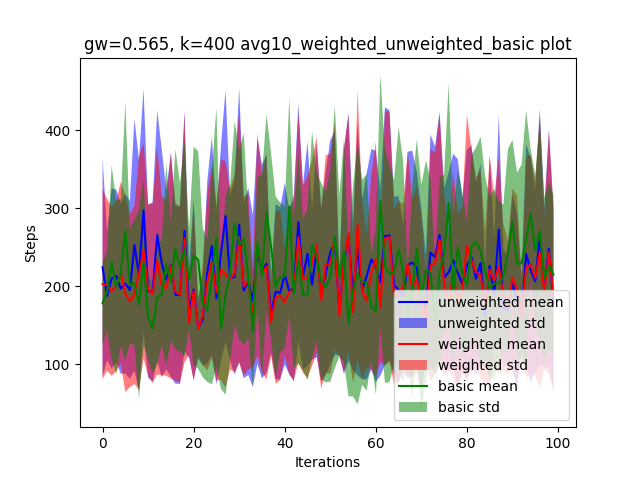 gw=0.565, k=400 avg10_weighted_unweighted_basic plot
Steps
400
300
200
100
0
20
40
60
80
100
Iterations
unweighted mean
unweighted std
weighted mean
weighted std
basic mean
basic std